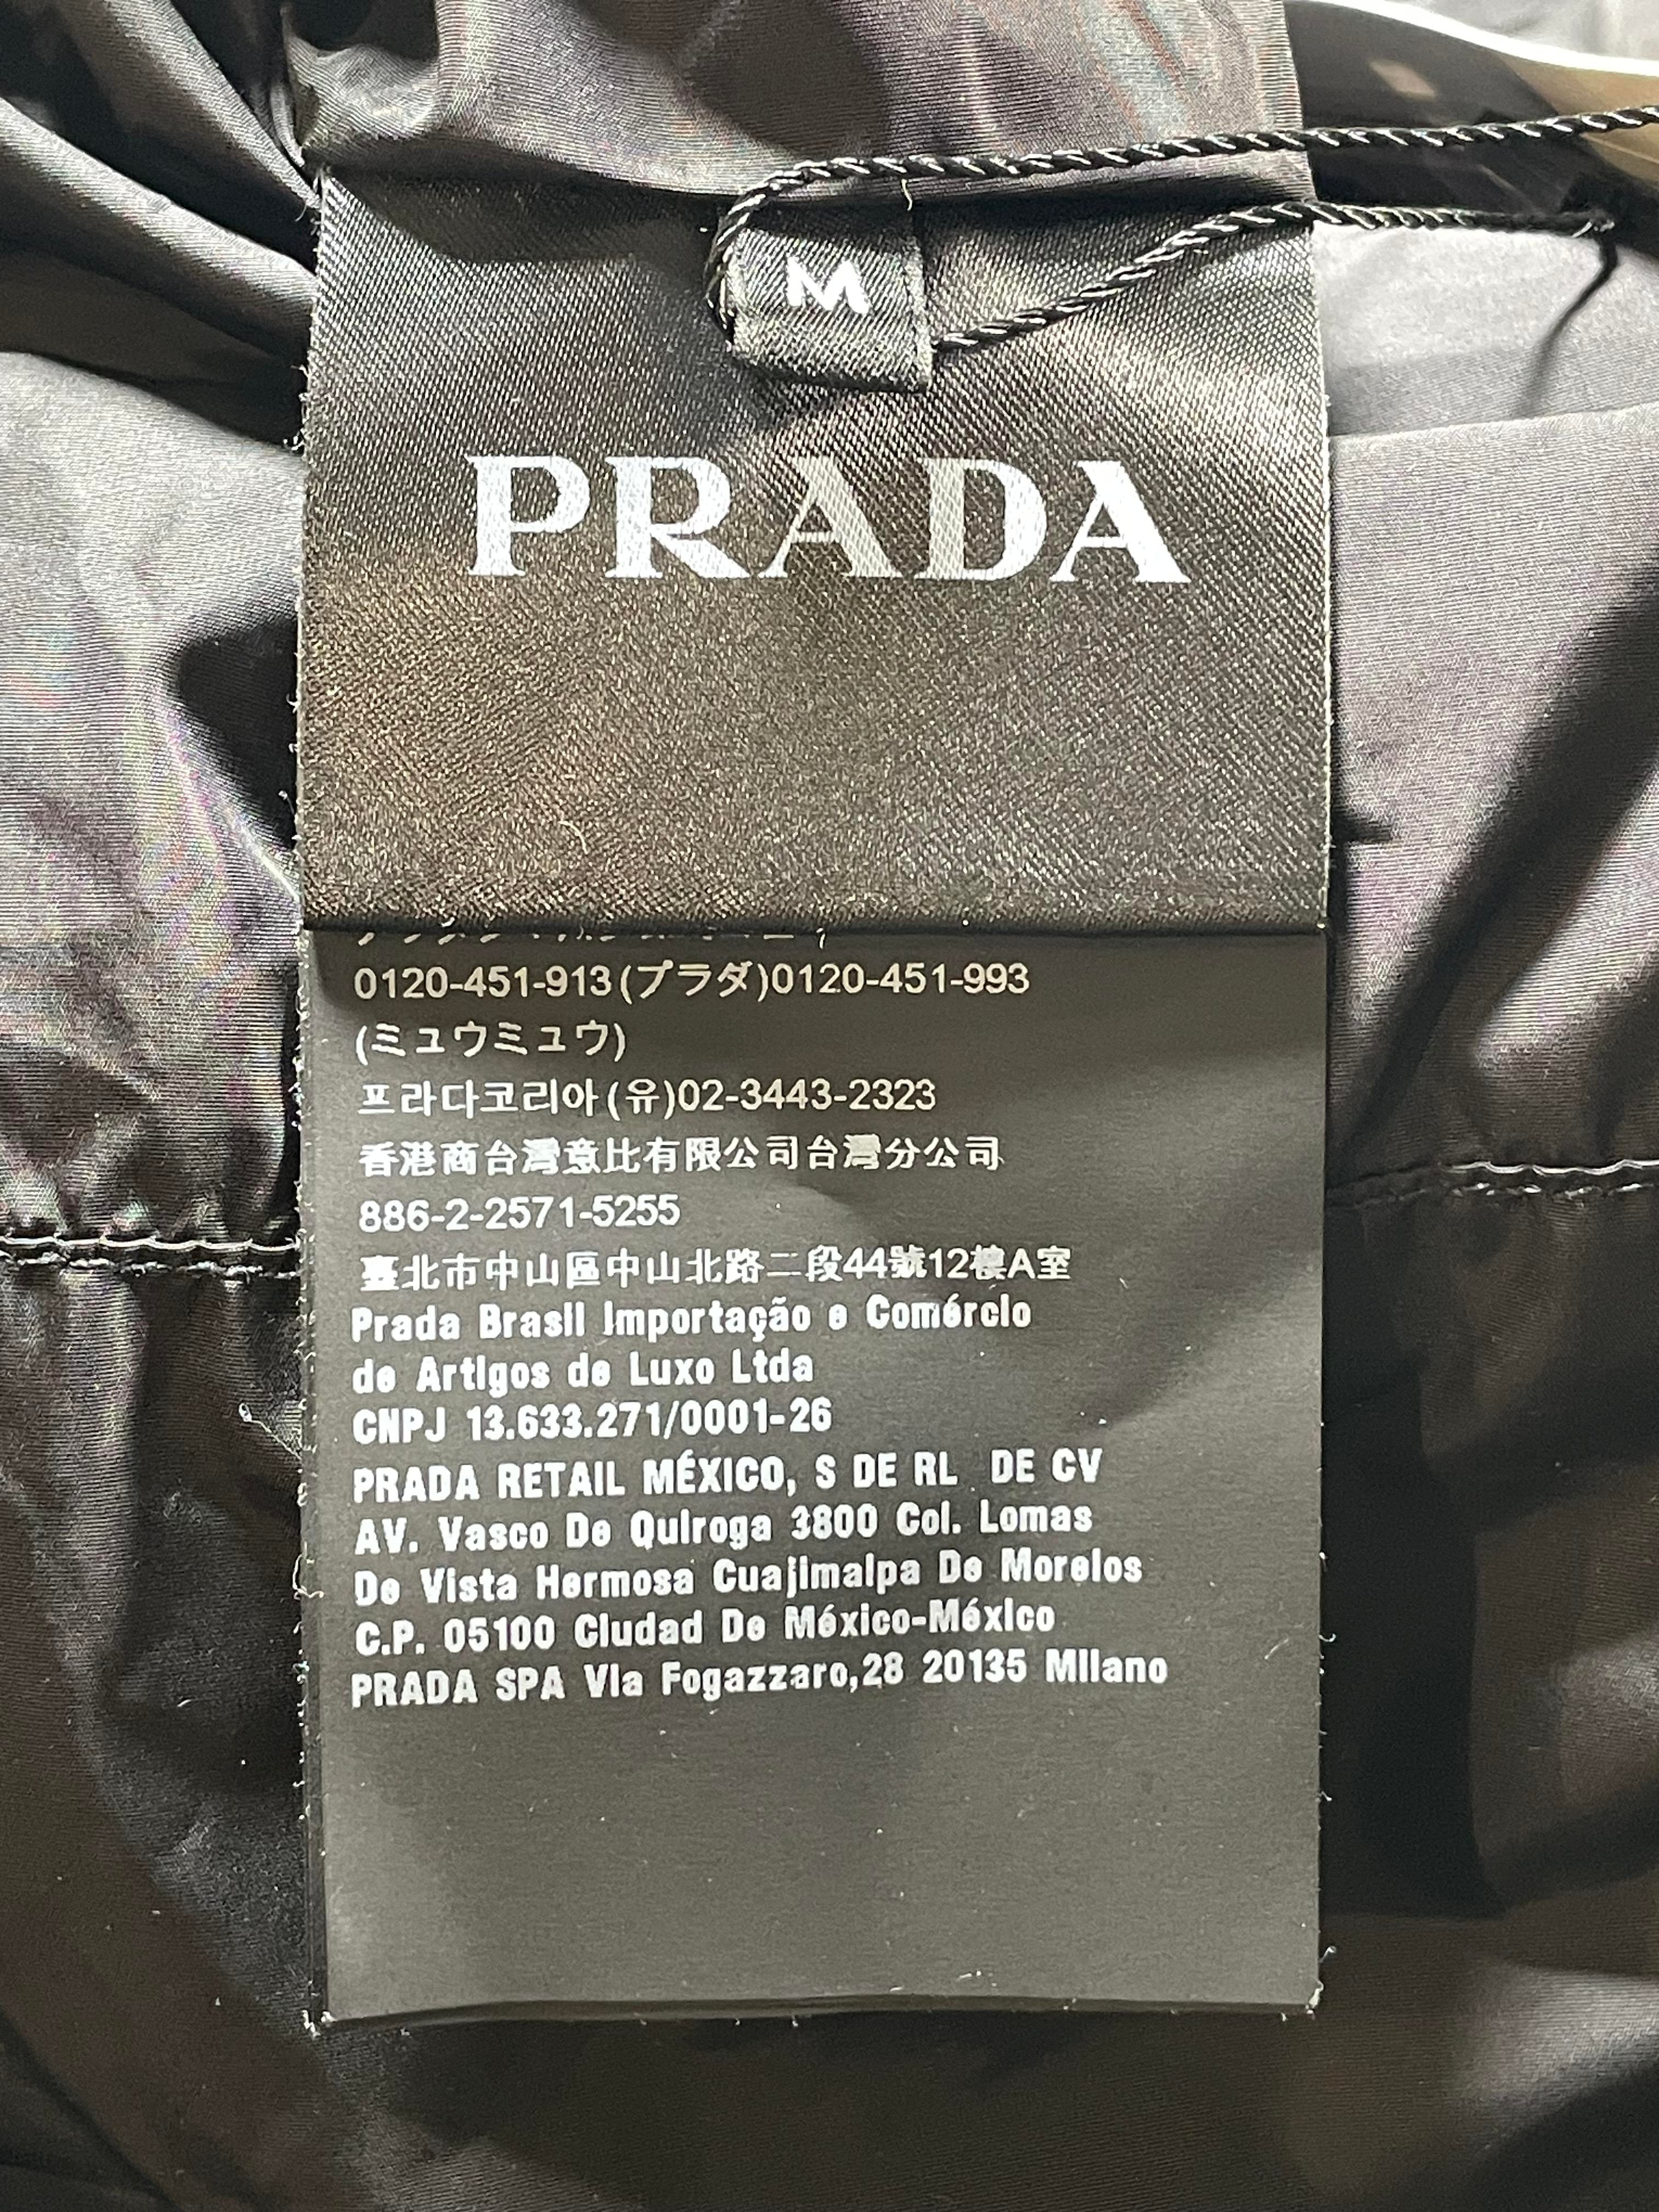 M
PRADA
0120-451-913(プラダ)0120-451-993
(ミュウミュウ)
프라다코리아(유)02-3443-2323
香港商台灣意比有限公司台灣分公司
886-2-2571-5255
臺北市中山區中山北路二段44號12樓A室
Prada Brasil Importação e Comércio
de Artigos de Luxo Ltda
CNPJ 13.633.271/0001-26
PRADA RETAIL MÉXICO, S DE RL DE CV
AV. Vasco De Quiroga 3800 Col. Lomas
De Vista Hermosa Cuajimalpa De Morelos
C.P. 05100 Ciudad De México-México
PRADA SPA Via Fogazzaro,28 20135 Milano